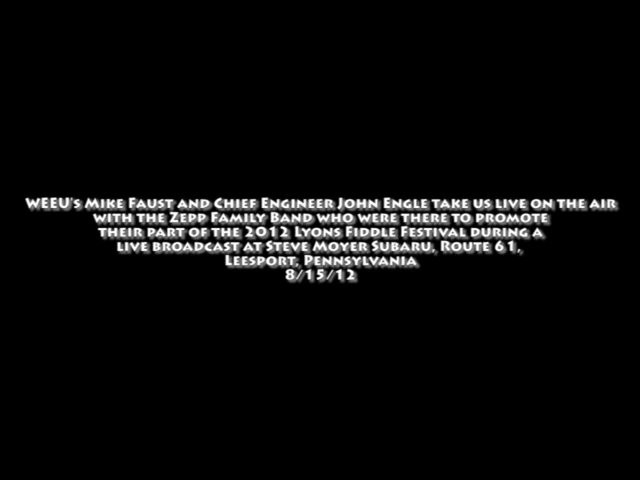 WEEU's Mike Faust and Chief Engineer John Engle take us live on the air
with the Zepp Family Band who were there to promote
their part of the 2012 Lyons Fiddle Festival during a
live broadcast at Steve Moyer Subaru, Route 61,
Leesport, Pennsylvania
8/15/12